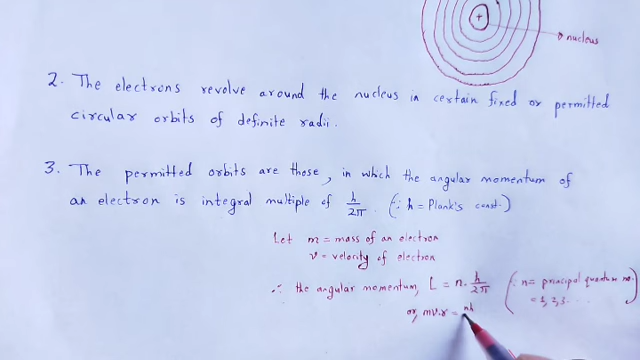 +
nucleus
2. The electrons revolve around the nucleus in certain fixed or permitted
circular orbits of definite radii.
3. The permitted orbits are those, in which the angular momentum of
an electron is integral multiple of h/2π. (∵ h = Plank's const.)
Let m = mass of an electron
v = velocity of electron
∴ the angular momentum, L = n. h/2π (∵ n = principal quantum no.
= 1, 2, 3 . . . . )
or, mv.r = nh